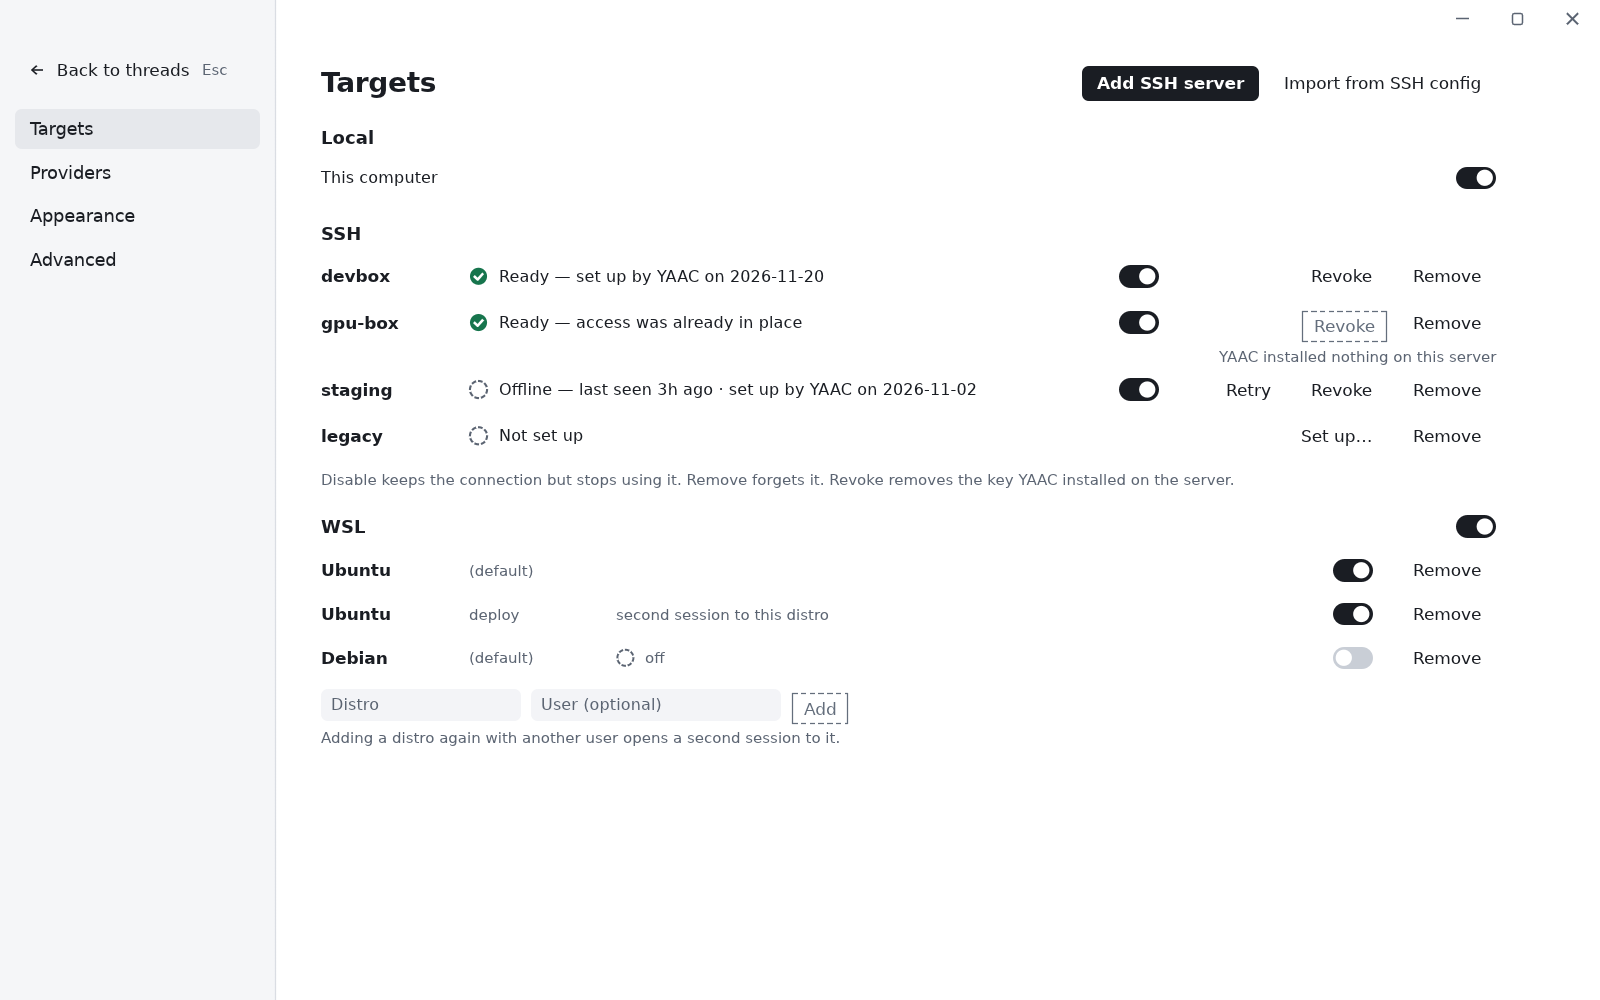 ← Back to threads Esc
Targets
Providers
Appearance
Advanced
Targets Add SSH server Import from SSH config
Local
This computer
SSH
devbox Ready — set up by YAAC on 2026-11-20 Revoke Remove
gpu-box Ready — access was already in place Revoke Remove
YAAC installed nothing on this server
staging Offline — last seen 3h ago · set up by YAAC on 2026-11-02 Retry Revoke Remove
legacy Not set up Set up… Remove
Disable keeps the connection but stops using it. Remove forgets it. Revoke removes the key YAAC installed on the server.
WSL
Ubuntu (default) Remove
Ubuntu deploy second session to this distro Remove
Debian (default) off Remove
Distro User (optional) Add
Adding a distro again with another user opens a second session to it.